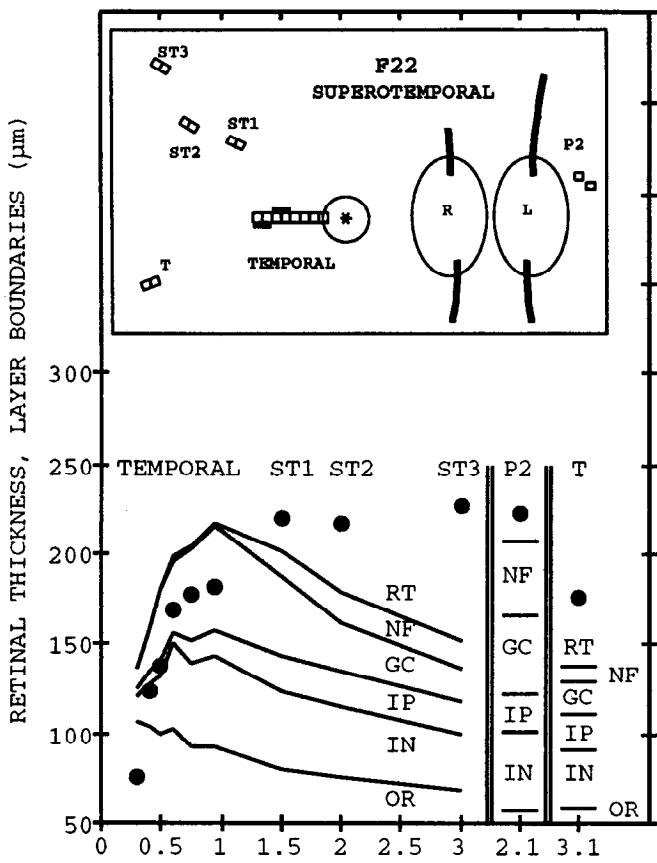 ST3
F22
SUPEROTEMPORAL
ST1
ST2
P2
R
L
*
T
TEMPORAL
RETINAL THICKNESS, LAYER BOUNDARIES (µm)
300
250
200
150
100
50
TEMPORAL ST1 ST2 ST3 P2 T
RT
NF
GC
IP
IN
OR
NF
GC
IP
IN
RT
NF
GC
IP
IN
OR
0 0.5 1 1.5 2 2.5 3 2.1 3.1